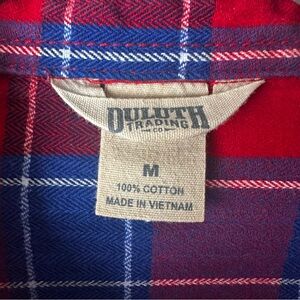 DULUTH
TRADING
CO
M
100% COTTON
MADE IN VIETNAM